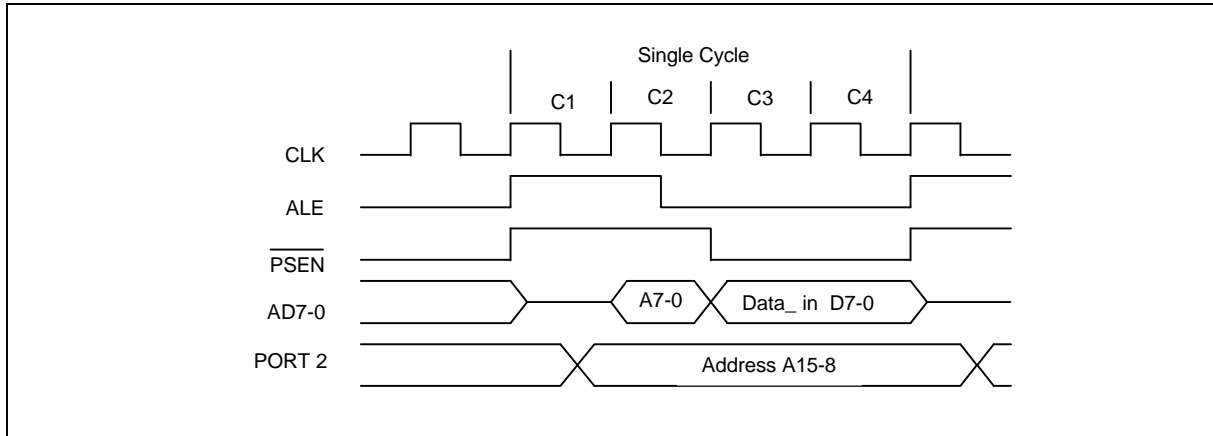 Single Cycle
C1 C2 C3 C4
CLK
ALE
PSEN
AD7-0 A7-0 Data_ in D7-0
PORT 2 Address A15-8